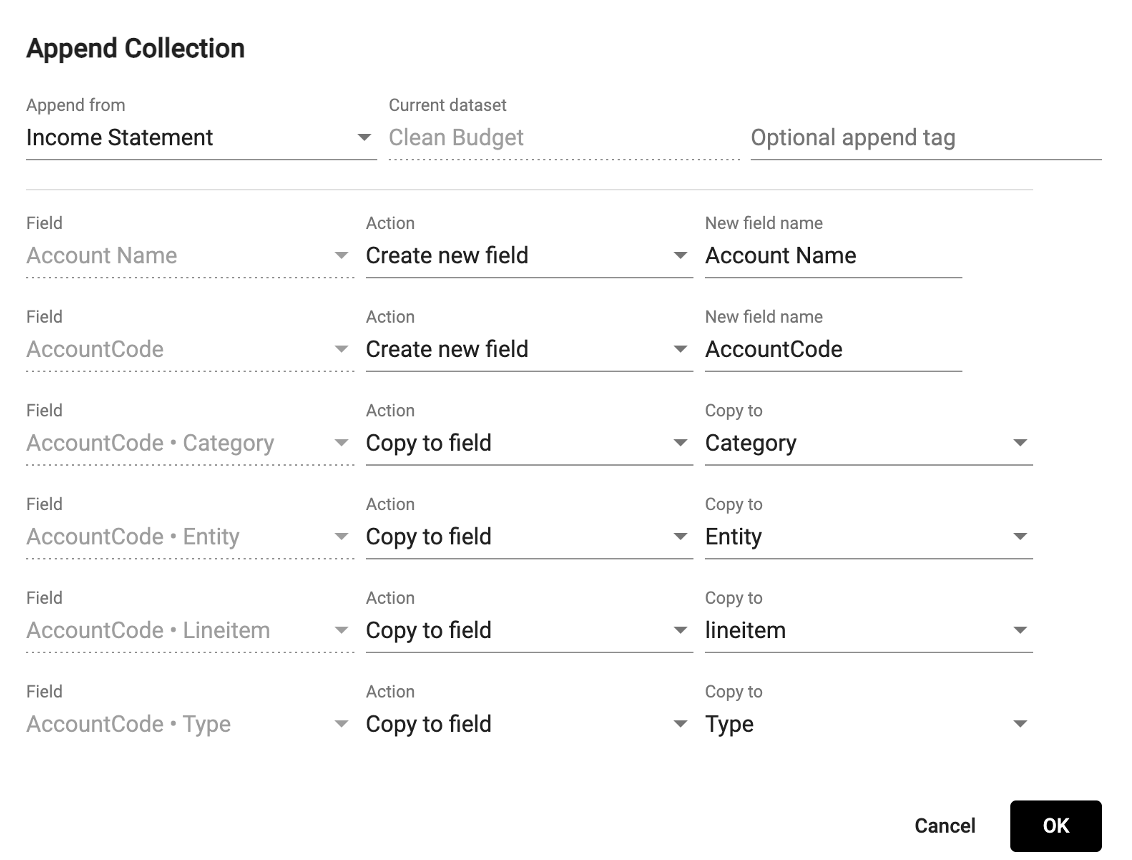 Append Collection
Append from Current dataset
Income Statement Clean Budget Optional append tag
Field Action New field name
Account Name Create new field Account Name
Field Action New field name
AccountCode Create new field AccountCode
Field Action Copy to
AccountCode • Category Copy to field Category
Field Action Copy to
AccountCode • Entity Copy to field Entity
Field Action Copy to
AccountCode • Lineitem Copy to field lineitem
Field Action Copy to
AccountCode • Type Copy to field Type
Cancel OK